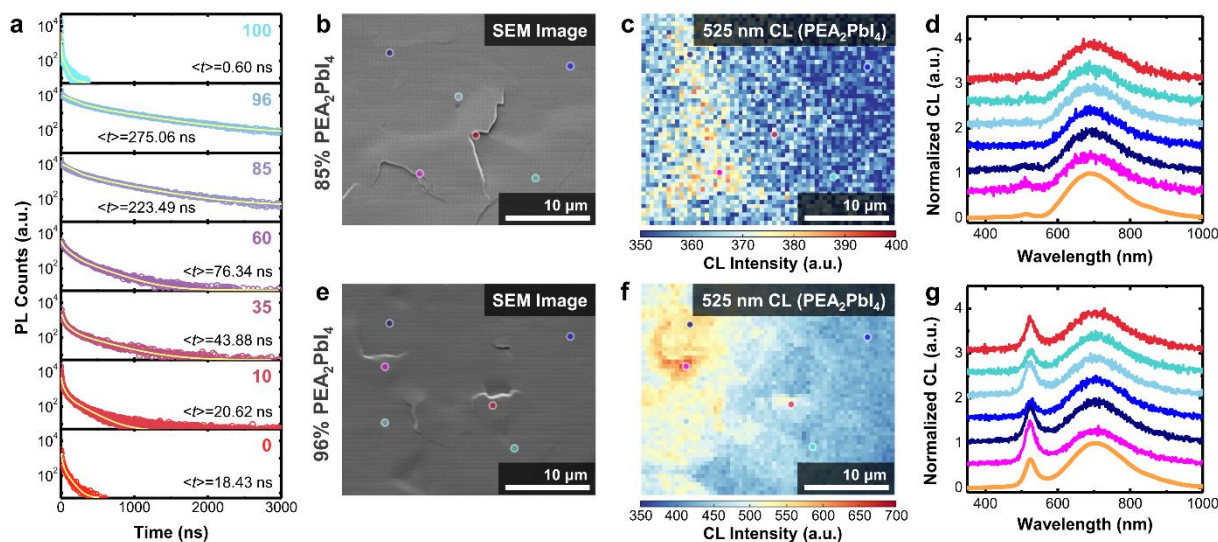 a
PL Counts (a.u.)
10⁴
10²
100
<t>=0.60 ns
10⁴
10²
96
<t>=275.06 ns
10⁴
10²
85
<t>=223.49 ns
10⁴
10²
60
<t>=76.34 ns
10⁴
10²
35
<t>=43.88 ns
10⁴
10²
10
<t>=20.62 ns
10⁴
10²
0
<t>=18.43 ns
0 1000 2000 3000
Time (ns)
85% PEA₂PbI₄
b
SEM Image
10 µm
c
525 nm CL (PEA₂PbI₄)
10 µm
350 360 370 380 390 400
CL Intensity (a.u.)
d
Normalized CL (a.u.)
4
3
2
1
0
400 600 800 1000
Wavelength (nm)
96% PEA₂PbI₄
e
SEM Image
10 µm
f
525 nm CL (PEA₂PbI₄)
10 µm
350 400 450 500 550 600 650 700
CL Intensity (a.u.)
g
Normalized CL (a.u.)
4
3
2
1
0
400 600 800 1000
Wavelength (nm)